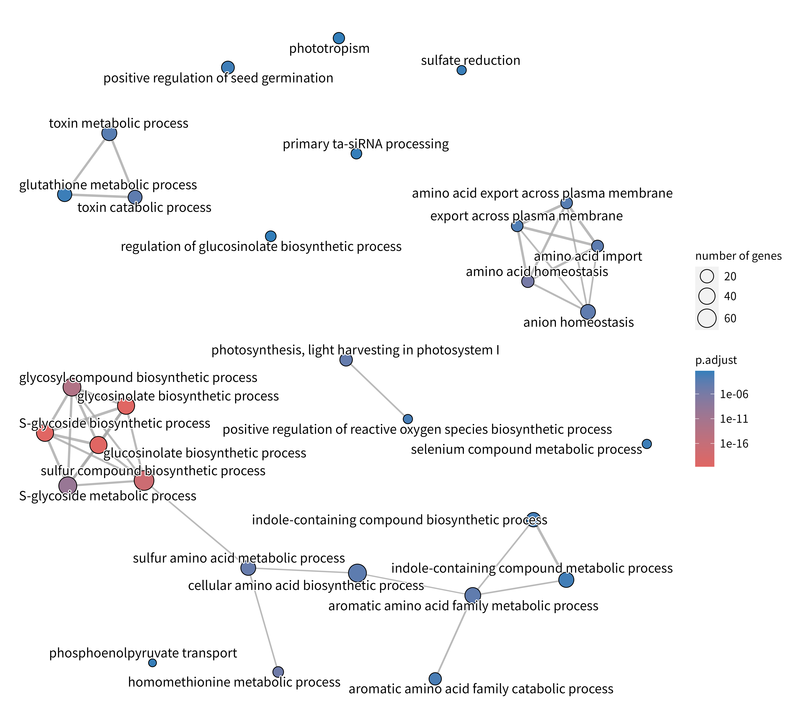 phototropism
sulfate reduction
positive regulation of seed germination
toxin metabolic process
primary ta-siRNA processing
glutathione metabolic process
amino acid export across plasma membrane
toxin catabolic process
export across plasma membrane
regulation of glucosinolate biosynthetic process
amino acid import
number of genes
amino acid homeostasis
20
40
60
anion homeostasis
photosynthesis, light harvesting in photosystem I
p.adjust
glycosyl compound biosynthetic process
1e-06
glycosinolate biosynthetic process
1e-11
S-glycoside biosynthetic process
positive regulation of reactive oxygen species biosynthetic process
1e-16
selenium compound metabolic process
glucosinolate biosynthetic process
sulfur compound biosynthetic process
S-glycoside metabolic process
indole-containing compound biosynthetic process
sulfur amino acid metabolic process
indole-containing compound metabolic process
cellular amino acid biosynthetic process
aromatic amino acid family metabolic process
phosphoenolpyruvate transport
homomethionine metabolic process
aromatic amino acid family catabolic process